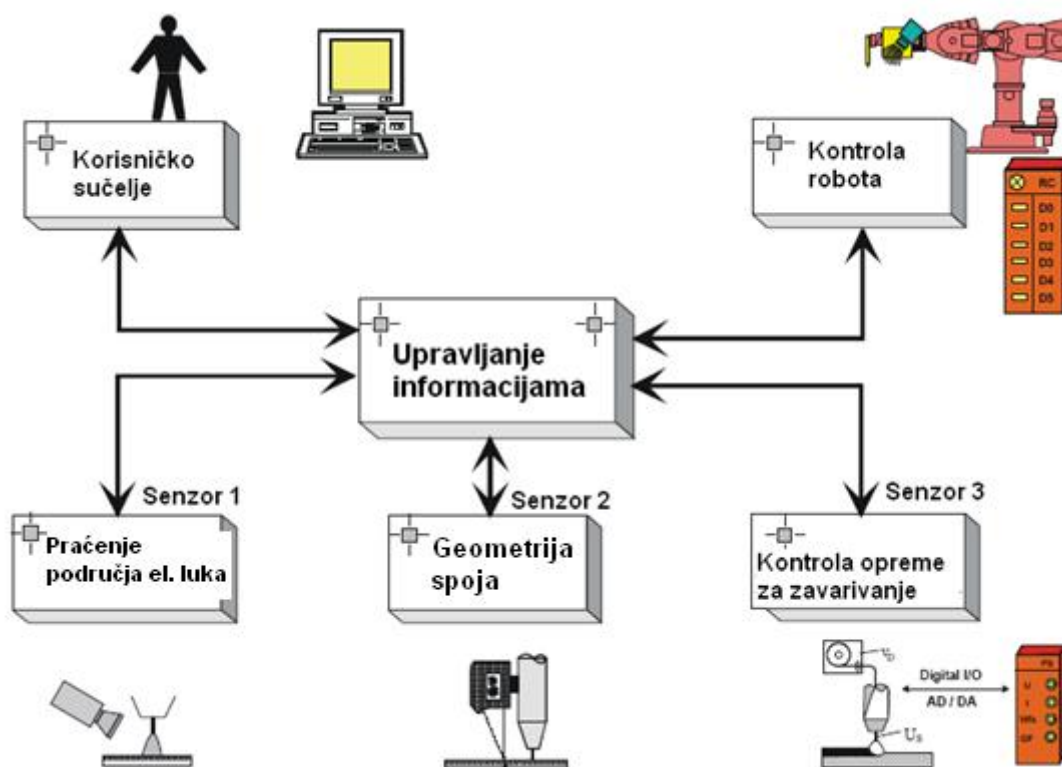 Korisničko
sučelje
Kontrola
robota
RC
D0
D1
D2
D3
D4
D5
Upravljanje
informacijama
Senzor 1
Praćenje
područja el. luka
Senzor 2
Geometrija
spoja
Senzor 3
Kontrola opreme
za zavarivanje
Digital I/O
AD / DA
U
I